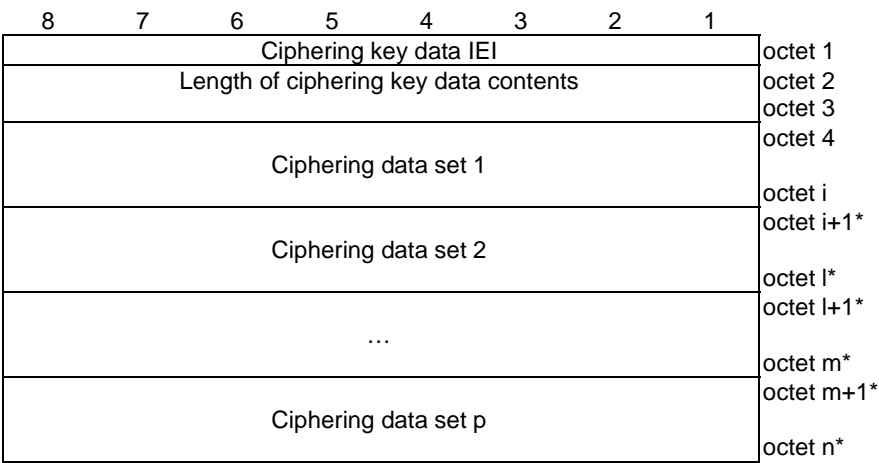 8 7 6 5 4 3 2 1
Ciphering key data IEI octet 1
Length of ciphering key data contents octet 2
octet 3
octet 4
Ciphering data set 1
octet i
octet i+1*
Ciphering data set 2
octet l*
octet l+1*
…
octet m*
octet m+1*
Ciphering data set p
octet n*